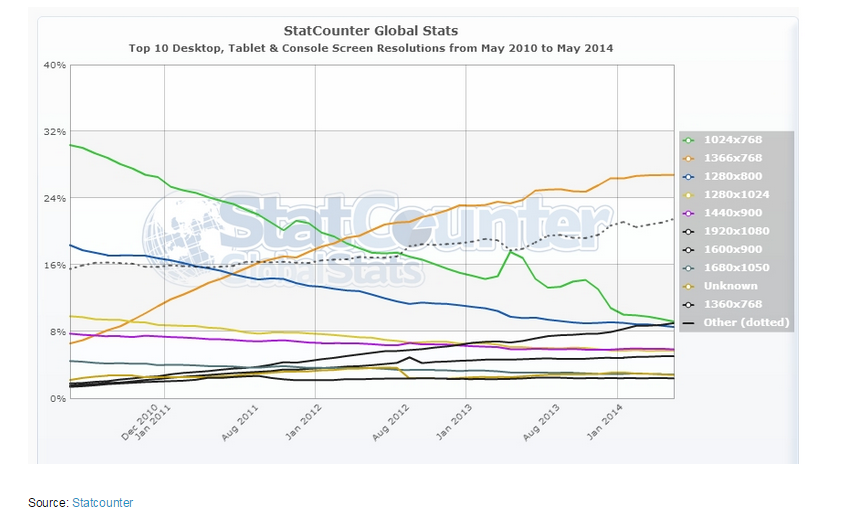 StatCounter Global Stats
Top 10 Desktop, Tablet & Console Screen Resolutions from May 2010 to May 2014
40%
32%
24%
16%
8%
0%
Dec 2010
Jan 2011
Aug 2011
Jan 2012
Aug 2012
Jan 2013
Aug 2013
Jan 2014
StatCounter
Global Stats
1024x768
1366x768
1280x800
1280x1024
1440x900
1920x1080
1600x900
1680x1050
Unknown
1360x768
Other (dotted)
Source: Statcounter